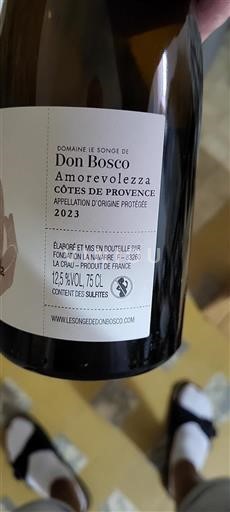 DOMAINE LE SONGE DE
Don Bosco
Amorevolezza
CÔTES DE PROVENCE
APPELLATION D'ORIGINE PROTÉGÉE
2023
ÉLABORÉ ET MIS EN BOUTEILLE PAR
FONDATION LA NAVARRE F-83260
LA CRAU – PRODUIT DE FRANCE
12,5 %VOL, 75 CL
CONTIENT DES SULFITES
WWW.LESONGEDEDONBOSCO.COM